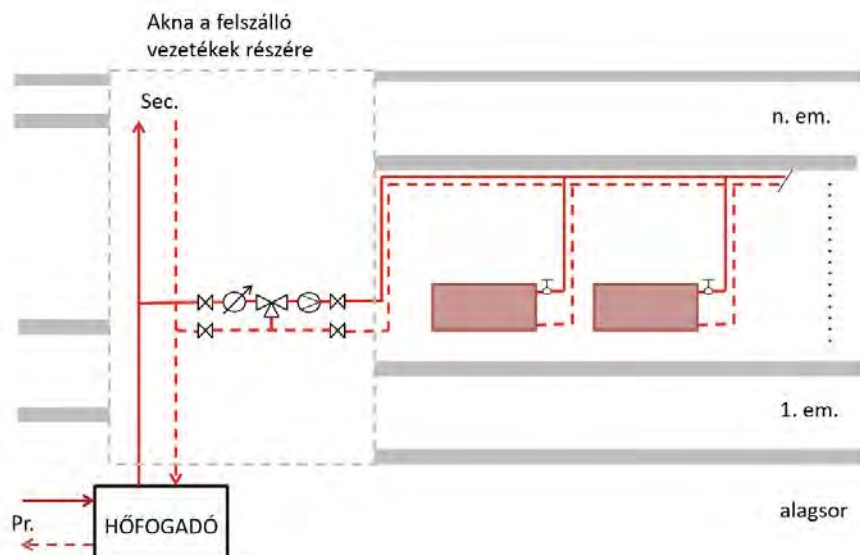 Akna a felszálló
vezetékek részére
Sec.
n. em.
1. em.
Pr.
HŐFOGADÓ
alagsor